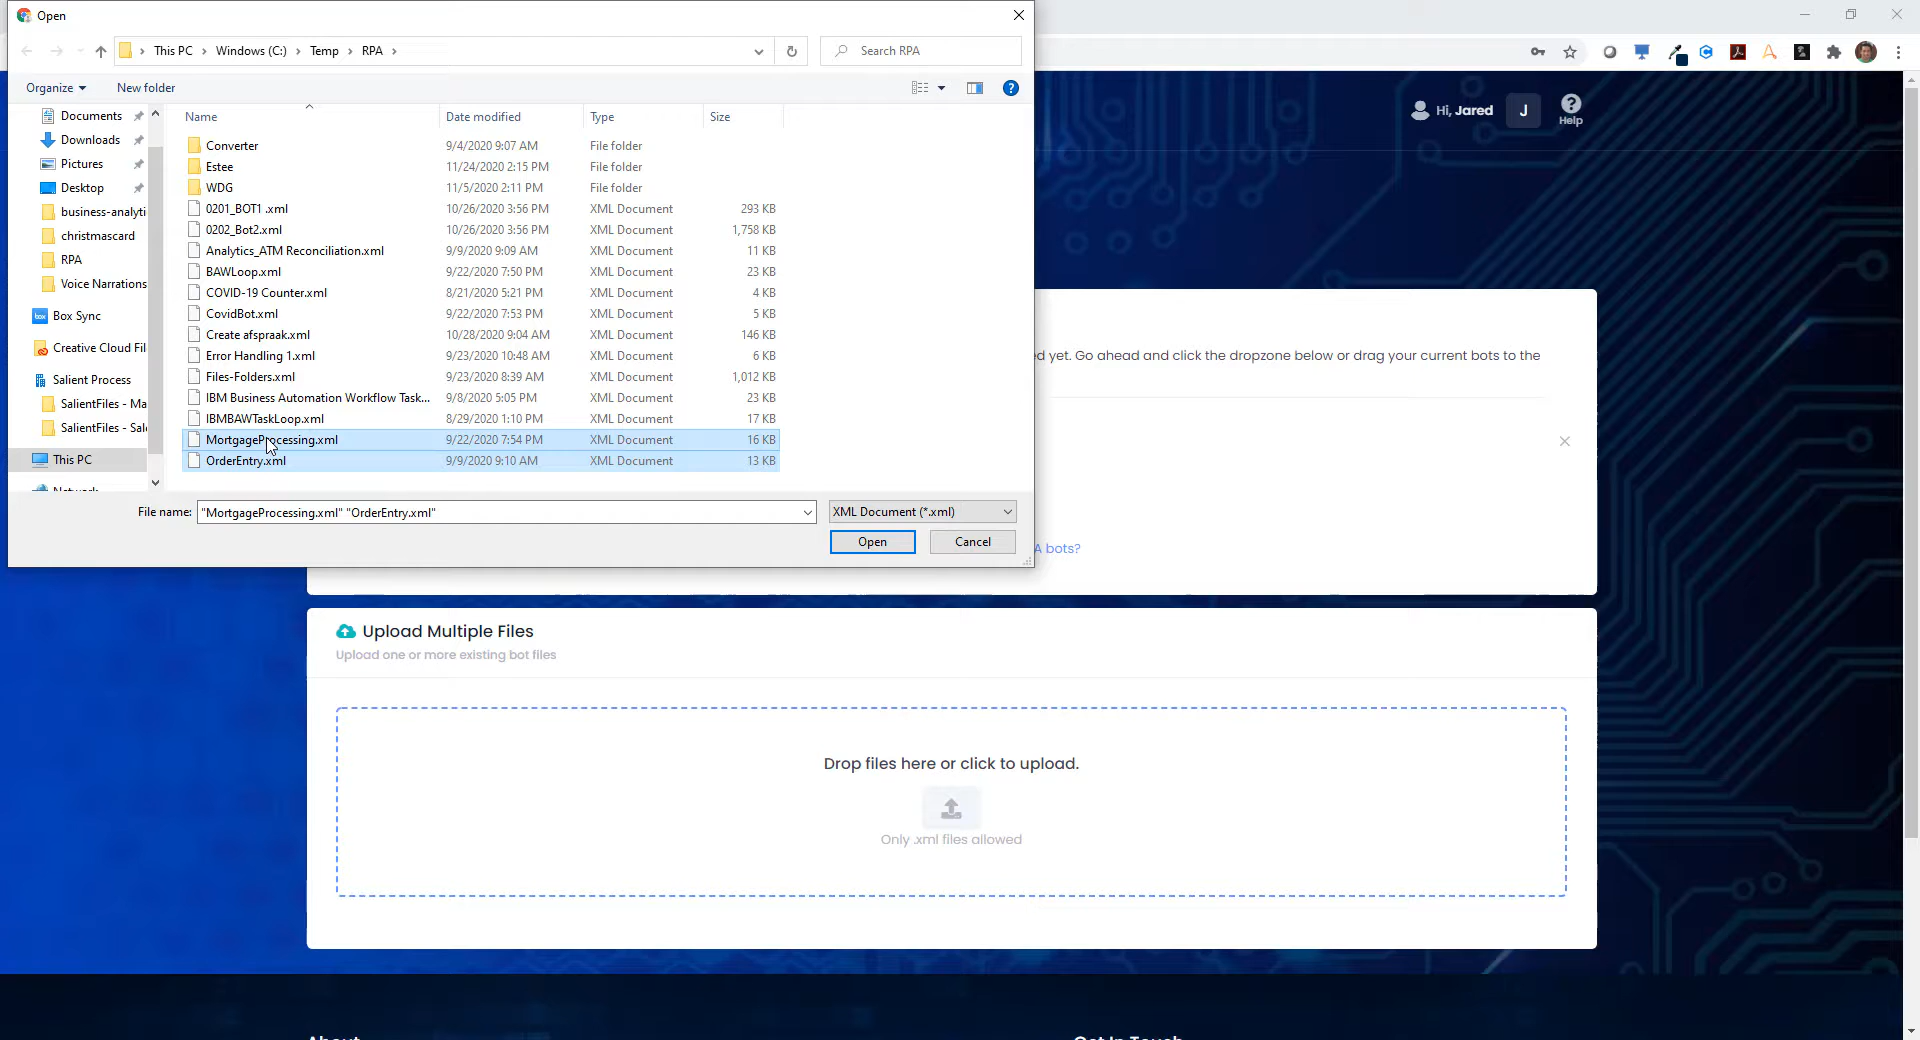 Open
This PC > Windows (C:) > Temp > RPA >
Search RPA
Organize
New folder
Documents
Downloads
Pictures
Desktop
business-analyti
christmascard
RPA
Voice Narrations
Box Sync
Creative Cloud Fil
Salient Process
SalientFiles - Ma
SalientFiles - Sal
This PC
Network
Name Date modified Type Size
Converter 9/4/2020 9:07 AM File folder
Estee 11/24/2020 2:15 PM File folder
WDG 11/5/2020 2:11 PM File folder
0201_BOT1 .xml 10/26/2020 3:56 PM XML Document 293 KB
0202_Bot2.xml 10/26/2020 3:56 PM XML Document 1,758 KB
Analytics_ATM Reconciliation.xml 9/9/2020 9:09 AM XML Document 11 KB
BAWLoop.xml 9/22/2020 7:50 PM XML Document 23 KB
COVID-19 Counter.xml 8/21/2020 5:21 PM XML Document 4 KB
CovidBot.xml 9/22/2020 7:53 PM XML Document 5 KB
Create afspraak.xml 10/28/2020 9:04 AM XML Document 146 KB
Error Handling 1.xml 9/23/2020 10:48 AM XML Document 6 KB
Files-Folders.xml 9/23/2020 8:39 AM XML Document 1,012 KB
IBM Business Automation Workflow Task... 9/8/2020 5:05 PM XML Document 23 KB
IBMBAWTaskLoop.xml 8/29/2020 1:10 PM XML Document 17 KB
MortgageProcessing.xml 9/22/2020 7:54 PM XML Document 16 KB
OrderEntry.xml 9/9/2020 9:10 AM XML Document 13 KB
File name: "MortgageProcessing.xml" "OrderEntry.xml"
XML Document (*.xml)
Open
Cancel
Hi, Jared
J
Help
ed yet. Go ahead and click the dropzone below or drag your current bots to the
A bots?
Upload Multiple Files
Upload one or more existing bot files
Drop files here or click to upload.
Only .xml files allowed
About
Get In Touch